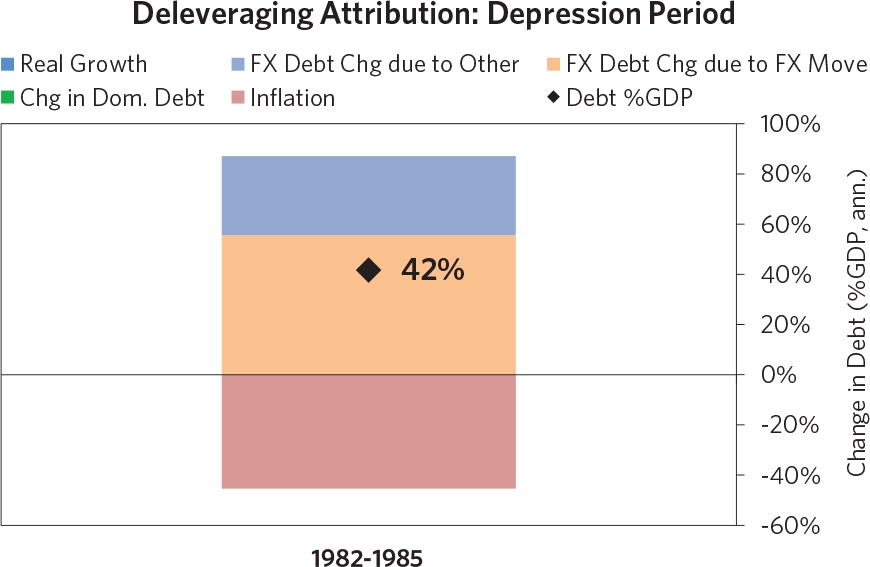 Deleveraging Attribution: Depression Period
Real Growth FX Debt Chg due to Other FX Debt Chg due to FX Move
Chg in Dom. Debt Inflation Debt %GDP
100%
80%
60%
42%
40%
20%
0%
-20%
-40%
-60%
Change in Debt (%GDP, ann.)
1982-1985